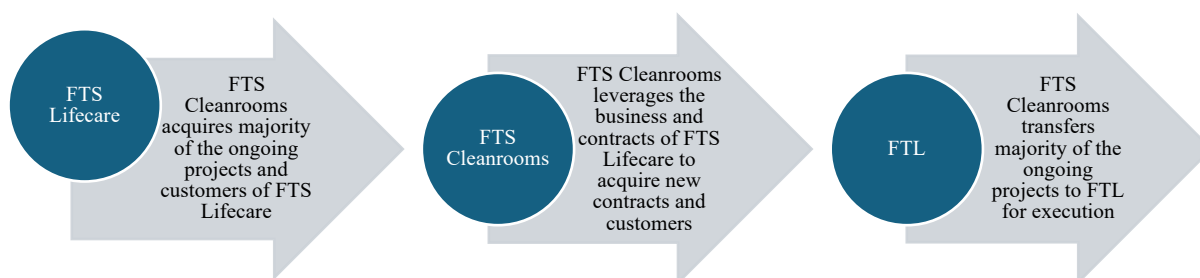 FTS
Lifecare
FTS
Cleanrooms
acquires majority
of the ongoing
projects and
customers of FTS
Lifecare
FTS
Cleanrooms
FTS Cleanrooms
leverages the
business and
contracts of FTS
Lifecare to
acquire new
contracts and
customers
FTL
FTS
Cleanrooms
transfers
majority of the
ongoing
projects to FTL
for execution